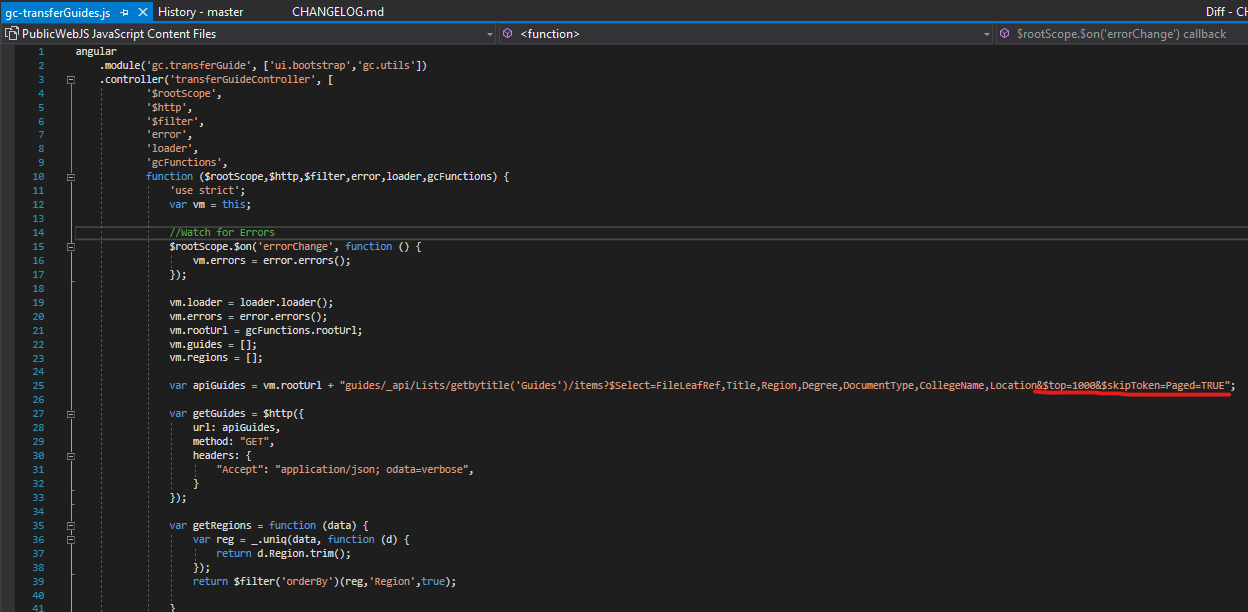 gc-transferGuides.js History - master CHANGELOG.md Diff - CH
PublicWebJS JavaScript Content Files <function> $rootScope.$on('errorChange') callback
1 angular
2 .module('gc.transferGuide', ['ui.bootstrap','gc.utils'])
3 .controller('transferGuideController', [
4 '$rootScope',
5 '$http',
6 '$filter',
7 'error',
8 'loader',
9 'gcFunctions',
10 function ($rootScope,$http,$filter,error,loader,gcFunctions) {
11 'use strict';
12 var vm = this;
13
14 //Watch for Errors
15 $rootScope.$on('errorChange', function () {
16 vm.errors = error.errors();
17 });
18
19 vm.loader = loader.loader();
20 vm.errors = error.errors();
21 vm.rootUrl = gcFunctions.rootUrl;
22 vm.guides = [];
23 vm.regions = [];
24
25 var apiGuides = vm.rootUrl + "guides/_api/Lists/getbytitle('Guides')/items?$Select=FileLeafRef,Title,Region,Degree,DocumentType,CollegeName,Location&$top=1000&$skipToken=Paged=TRUE";
26
27 var getGuides = $http({
28 url: apiGuides,
29 method: "GET",
30 headers: {
31 "Accept": "application/json; odata=verbose",
32 }
33 });
34
35 var getRegions = function (data) {
36 var reg = _.uniq(data, function (d) {
37 return d.Region.trim();
38 });
39 return $filter('orderBy')(reg,'Region',true);
40
41 }